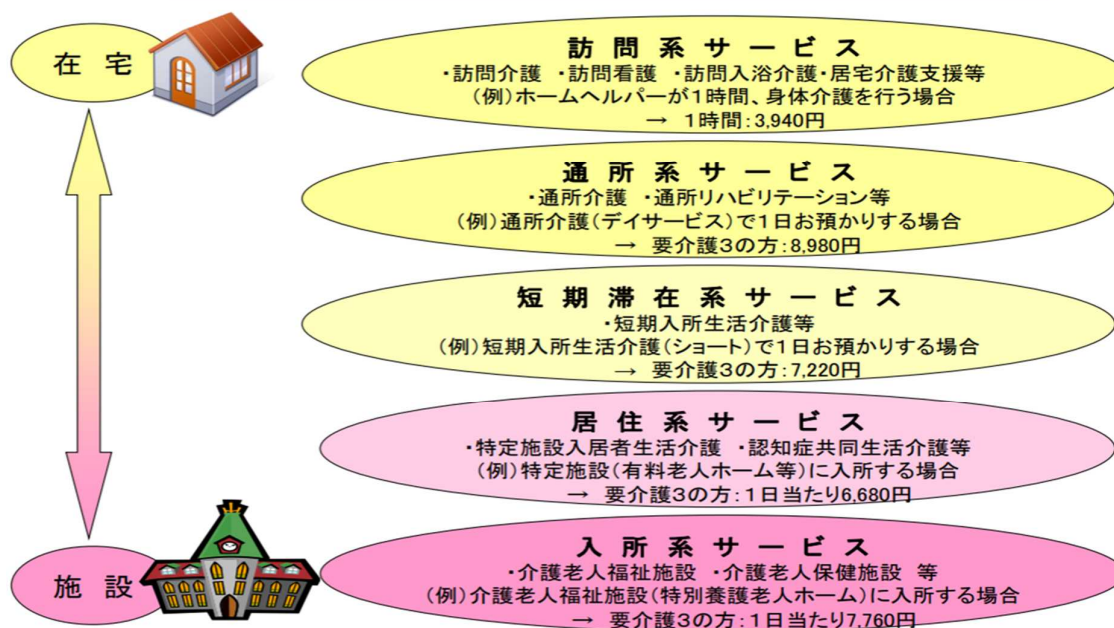 在 宅
訪 問 系 サ ー ビ ス
・訪問介護 ・訪問看護 ・訪問入浴介護・居宅介護支援等
(例)ホームヘルパーが1時間、身体介護を行う場合
→ 1時間:3,940円
通 所 系 サ ー ビ ス
・通所介護 ・通所リハビリテーション等
(例)通所介護(デイサービス)で1日お預かりする場合
→ 要介護3の方:8,980円
短 期 滞 在 系 サ ー ビ ス
・短期入所生活介護等
(例)短期入所生活介護(ショート)で1日お預かりする場合
→ 要介護3の方:7,220円
居 住 系 サ ー ビ ス
・特定施設入居者生活介護 ・認知症共同生活介護等
(例)特定施設(有料老人ホーム等)に入所する場合
→ 要介護3の方:1日当たり6,680円
施 設
入 所 系 サ ー ビ ス
・介護老人福祉施設 ・介護老人保健施設 等
(例)介護老人福祉施設(特別養護老人ホーム)に入所する場合
→ 要介護3の方:1日当たり7,760円